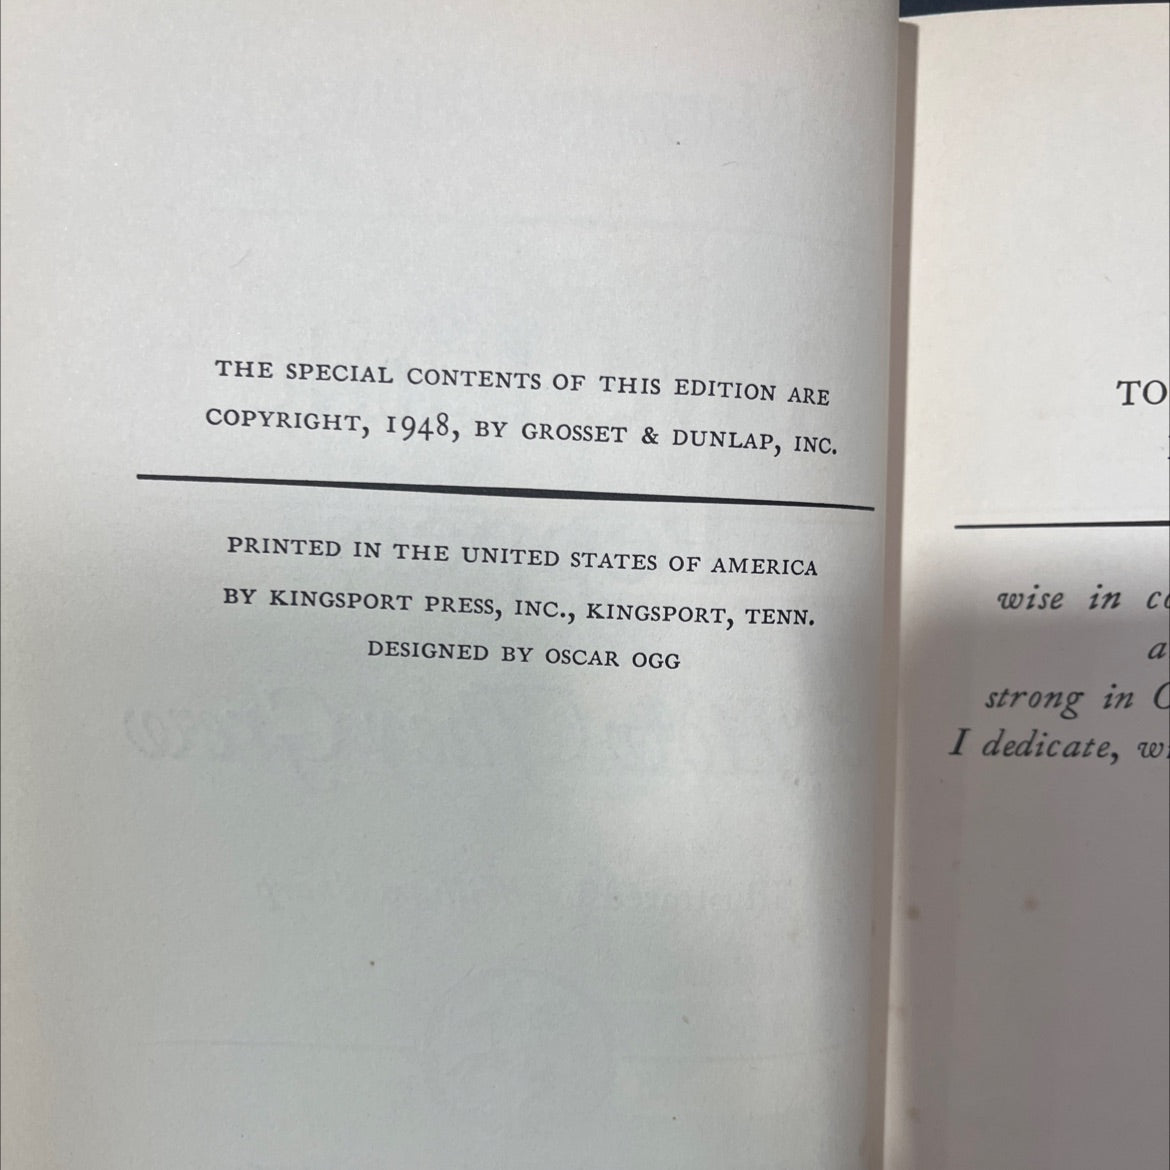 THE SPECIAL CONTENTS OF THIS EDITION ARE
COPYRIGHT, 1948, BY GROSSET & DUNLAP, INC.
PRINTED IN THE UNITED STATES OF AMERICA
BY KINGSPORT PRESS, INC., KINGSPORT, TENN.
DESIGNED BY OSCAR OGG
TO
wise in
a
strong in
I dedicate,